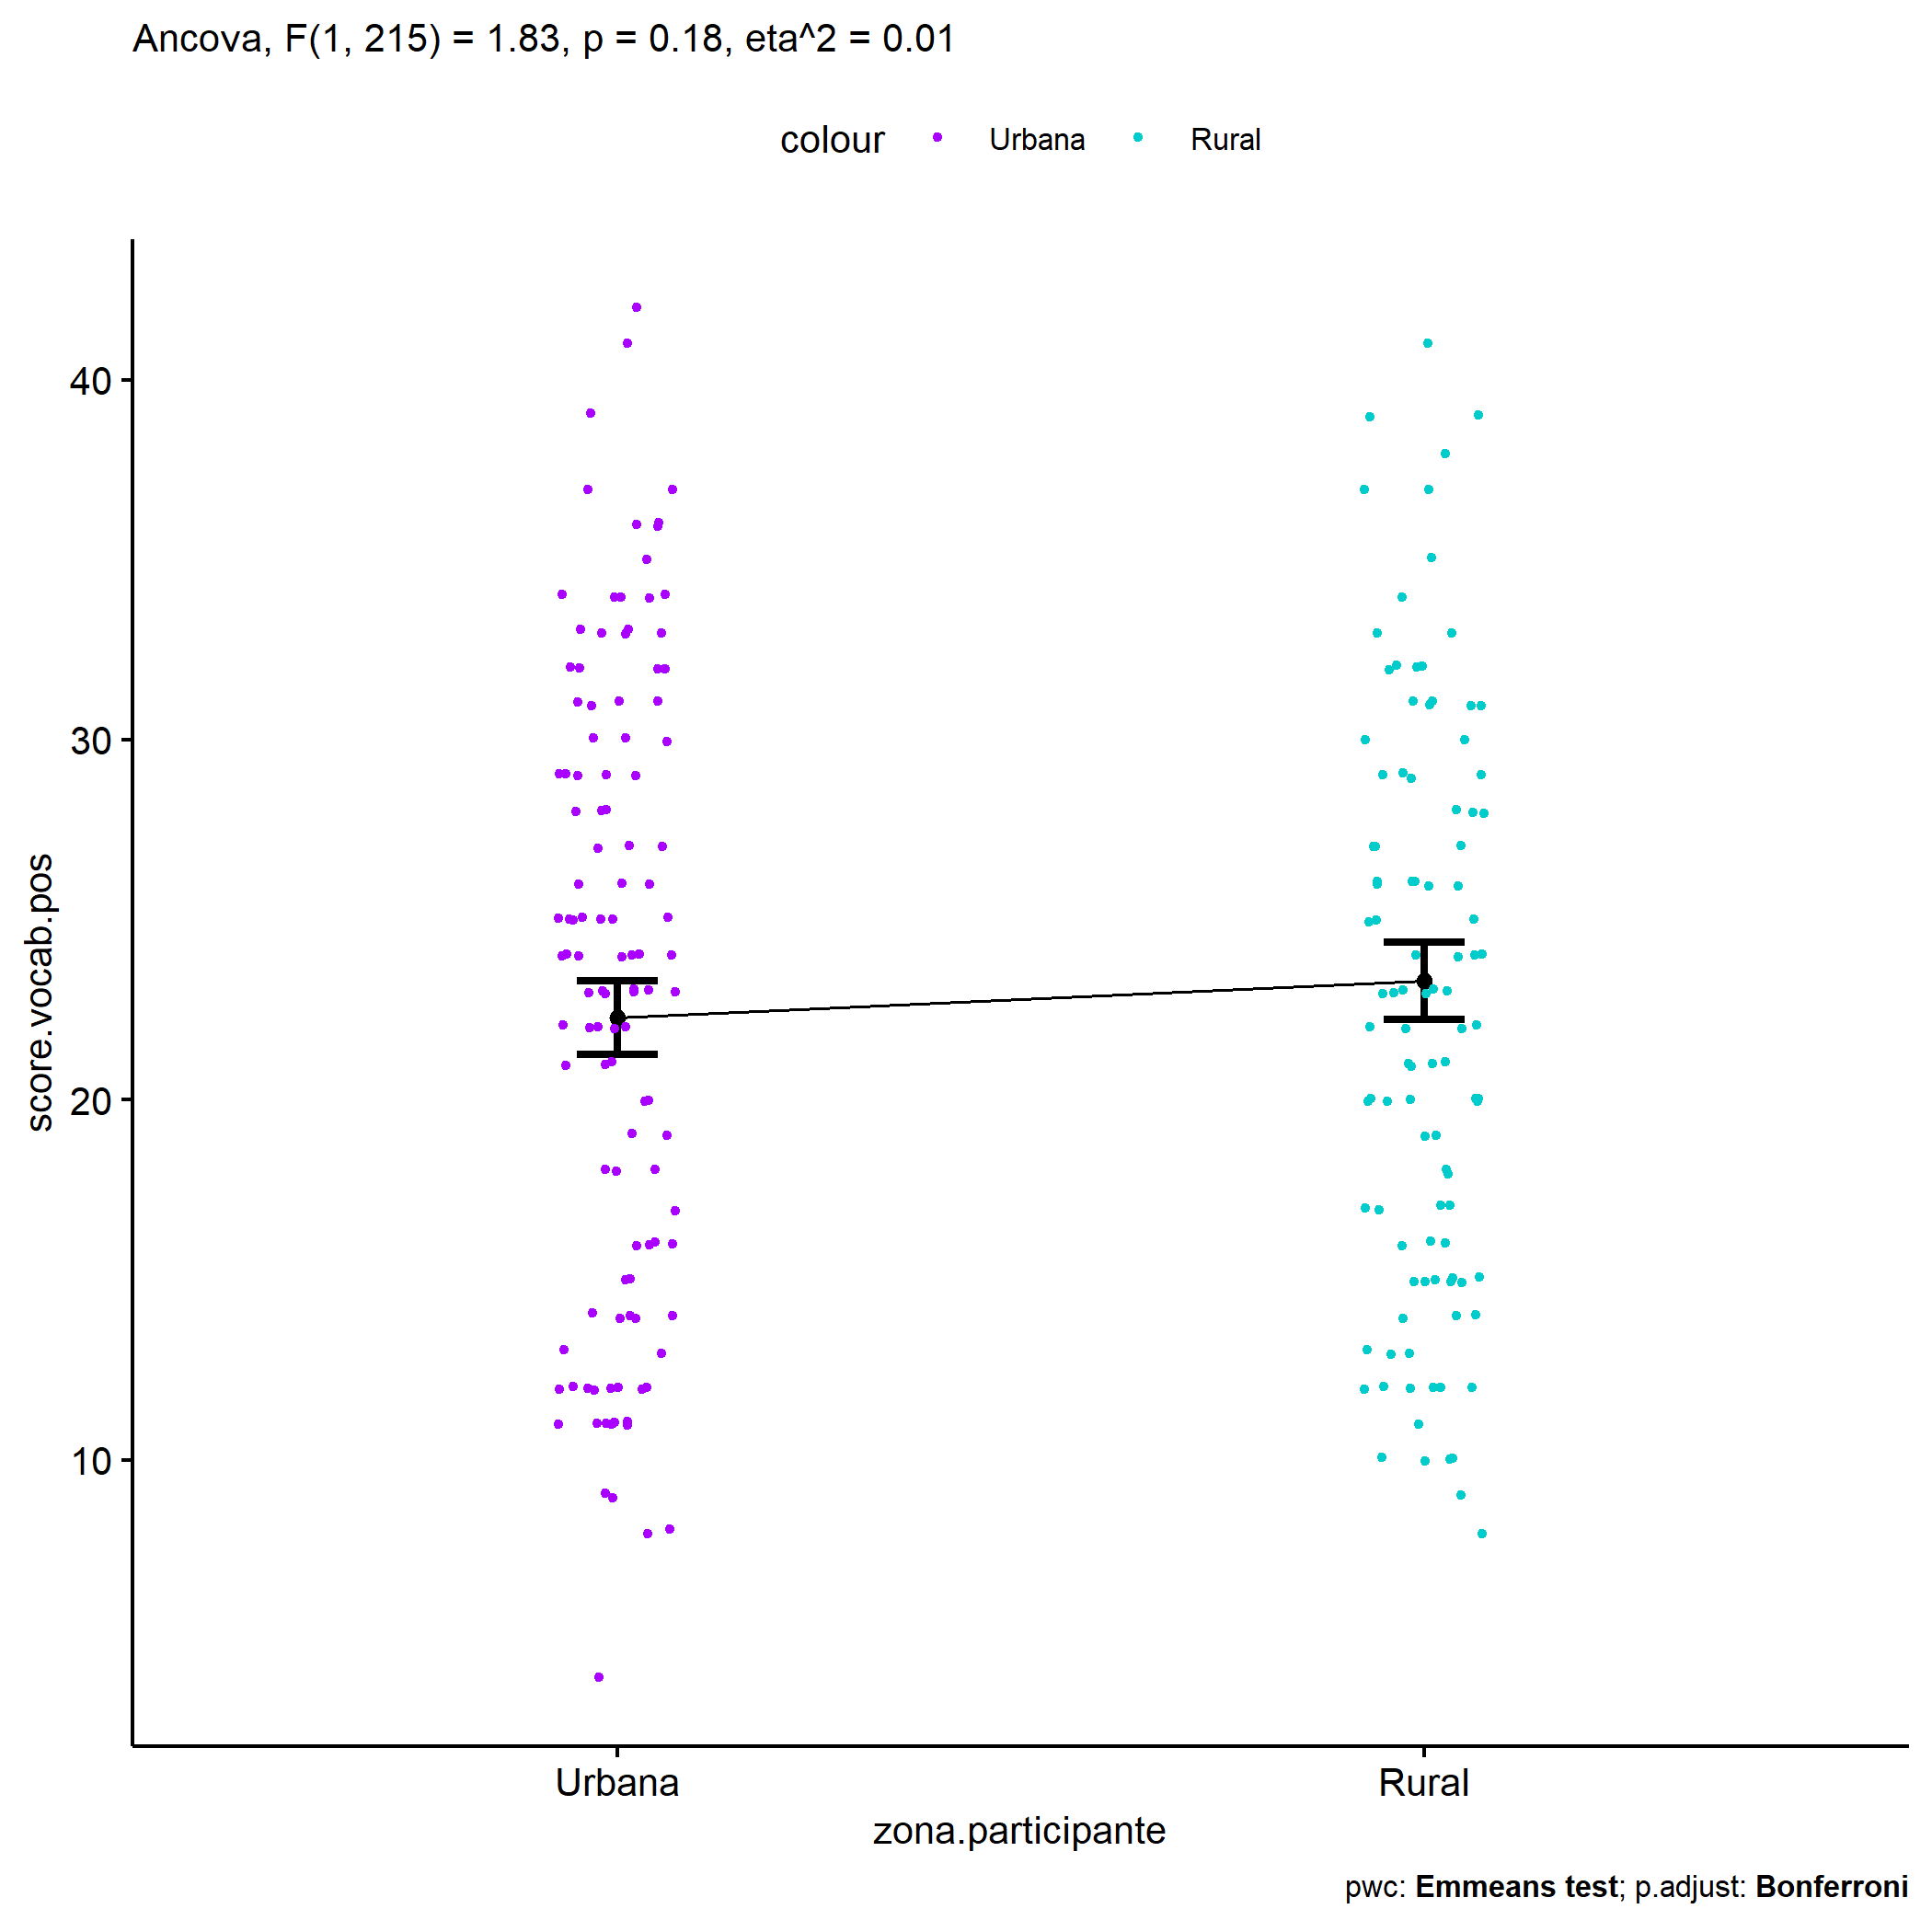 Ancova, F(1, 215) = 1.83, p = 0.18, eta^2 = 0.01
colour Urbana Rural
score.vocab.pos
40
30
20
10
Urbana Rural
zona.participante
pwc: Emmeans test; p.adjust: Bonferroni